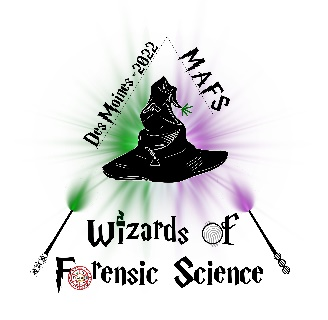 Des Moines - 2022
MAFS
Wizards of
Forensic Science